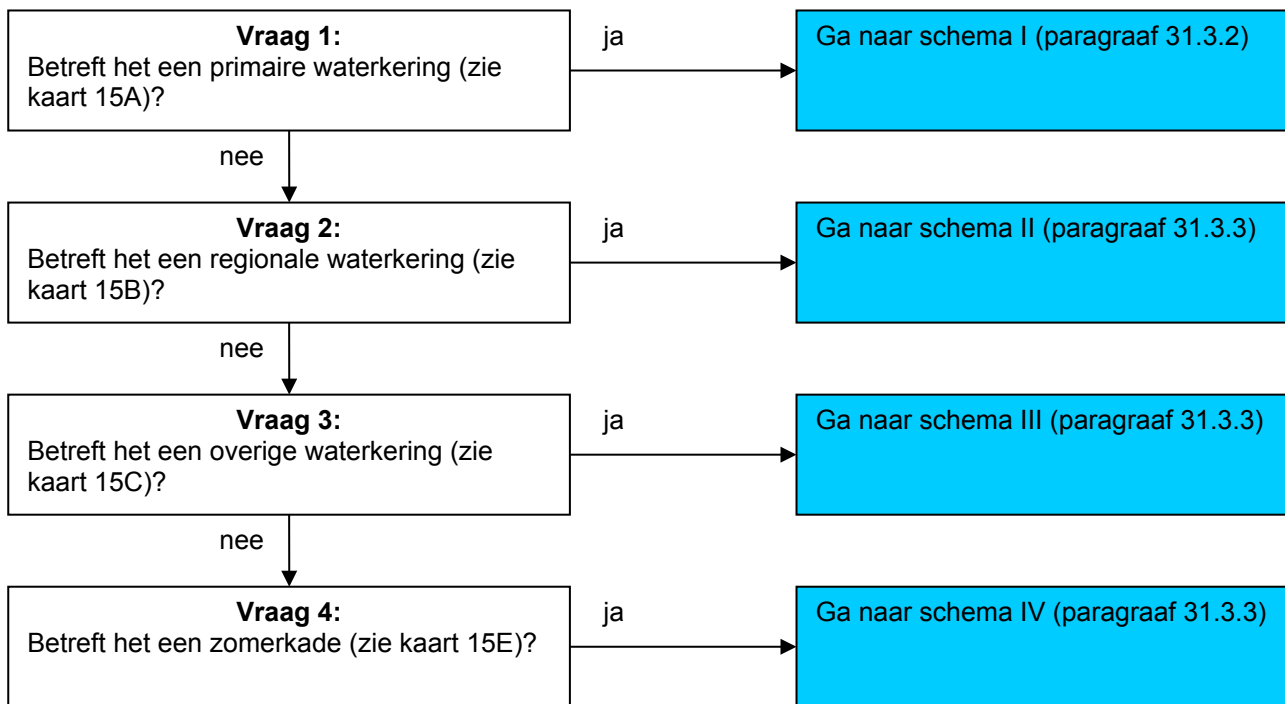 Vraag 1:
Betreft het een primaire waterkering (zie
kaart 15A)?
ja
Ga naar schema I (paragraaf 31.3.2)
nee
Vraag 2:
Betreft het een regionale waterkering (zie
kaart 15B)?
ja
Ga naar schema II (paragraaf 31.3.3)
nee
Vraag 3:
Betreft het een overige waterkering (zie
kaart 15C)?
ja
Ga naar schema III (paragraaf 31.3.3)
nee
Vraag 4:
Betreft het een zomerkade (zie kaart 15E)?
ja
Ga naar schema IV (paragraaf 31.3.3)